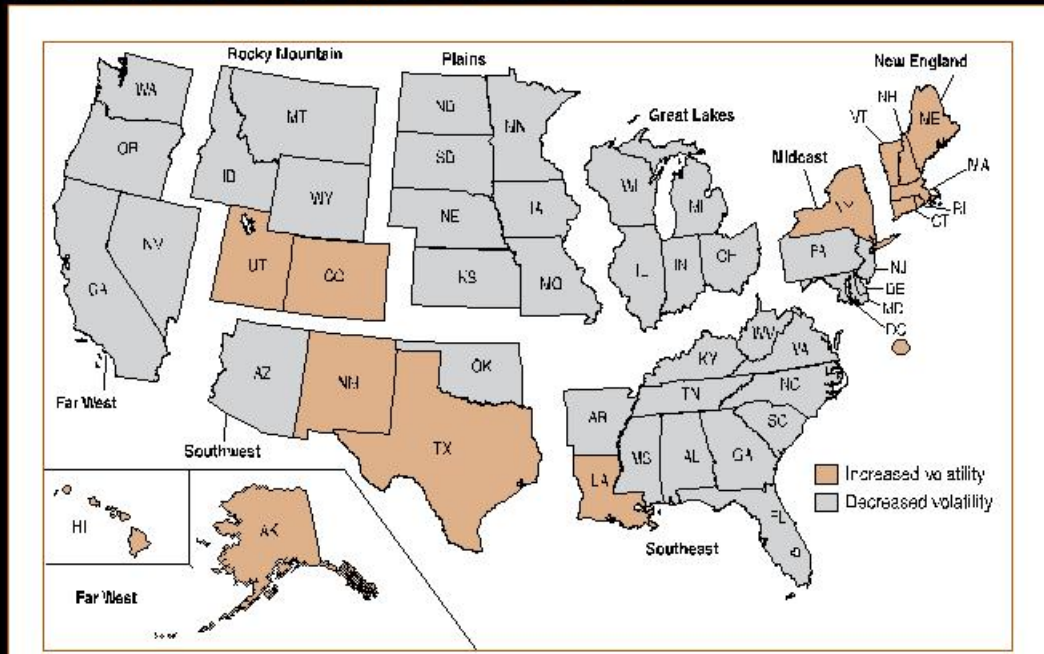 Rocky Mountain
Plains
New England
Great Lakes
Mideast
Far West
Southwest
Southeast
Far West
WA
OR
CA
NV
MT
ID
WY
UT
CO
AZ
NM
TX
OK
ND
SD
NE
KS
MN
IA
MO
WI
MI
IL
IN
OH
NH
VT
ME
MA
RI
CT
NY
PA
NJ
DE
MD
DC
KY
WV
VA
TN
NC
SC
AR
LA
MS
AL
GA
FL
HI
AK
Increased volatility
Decreased volatility